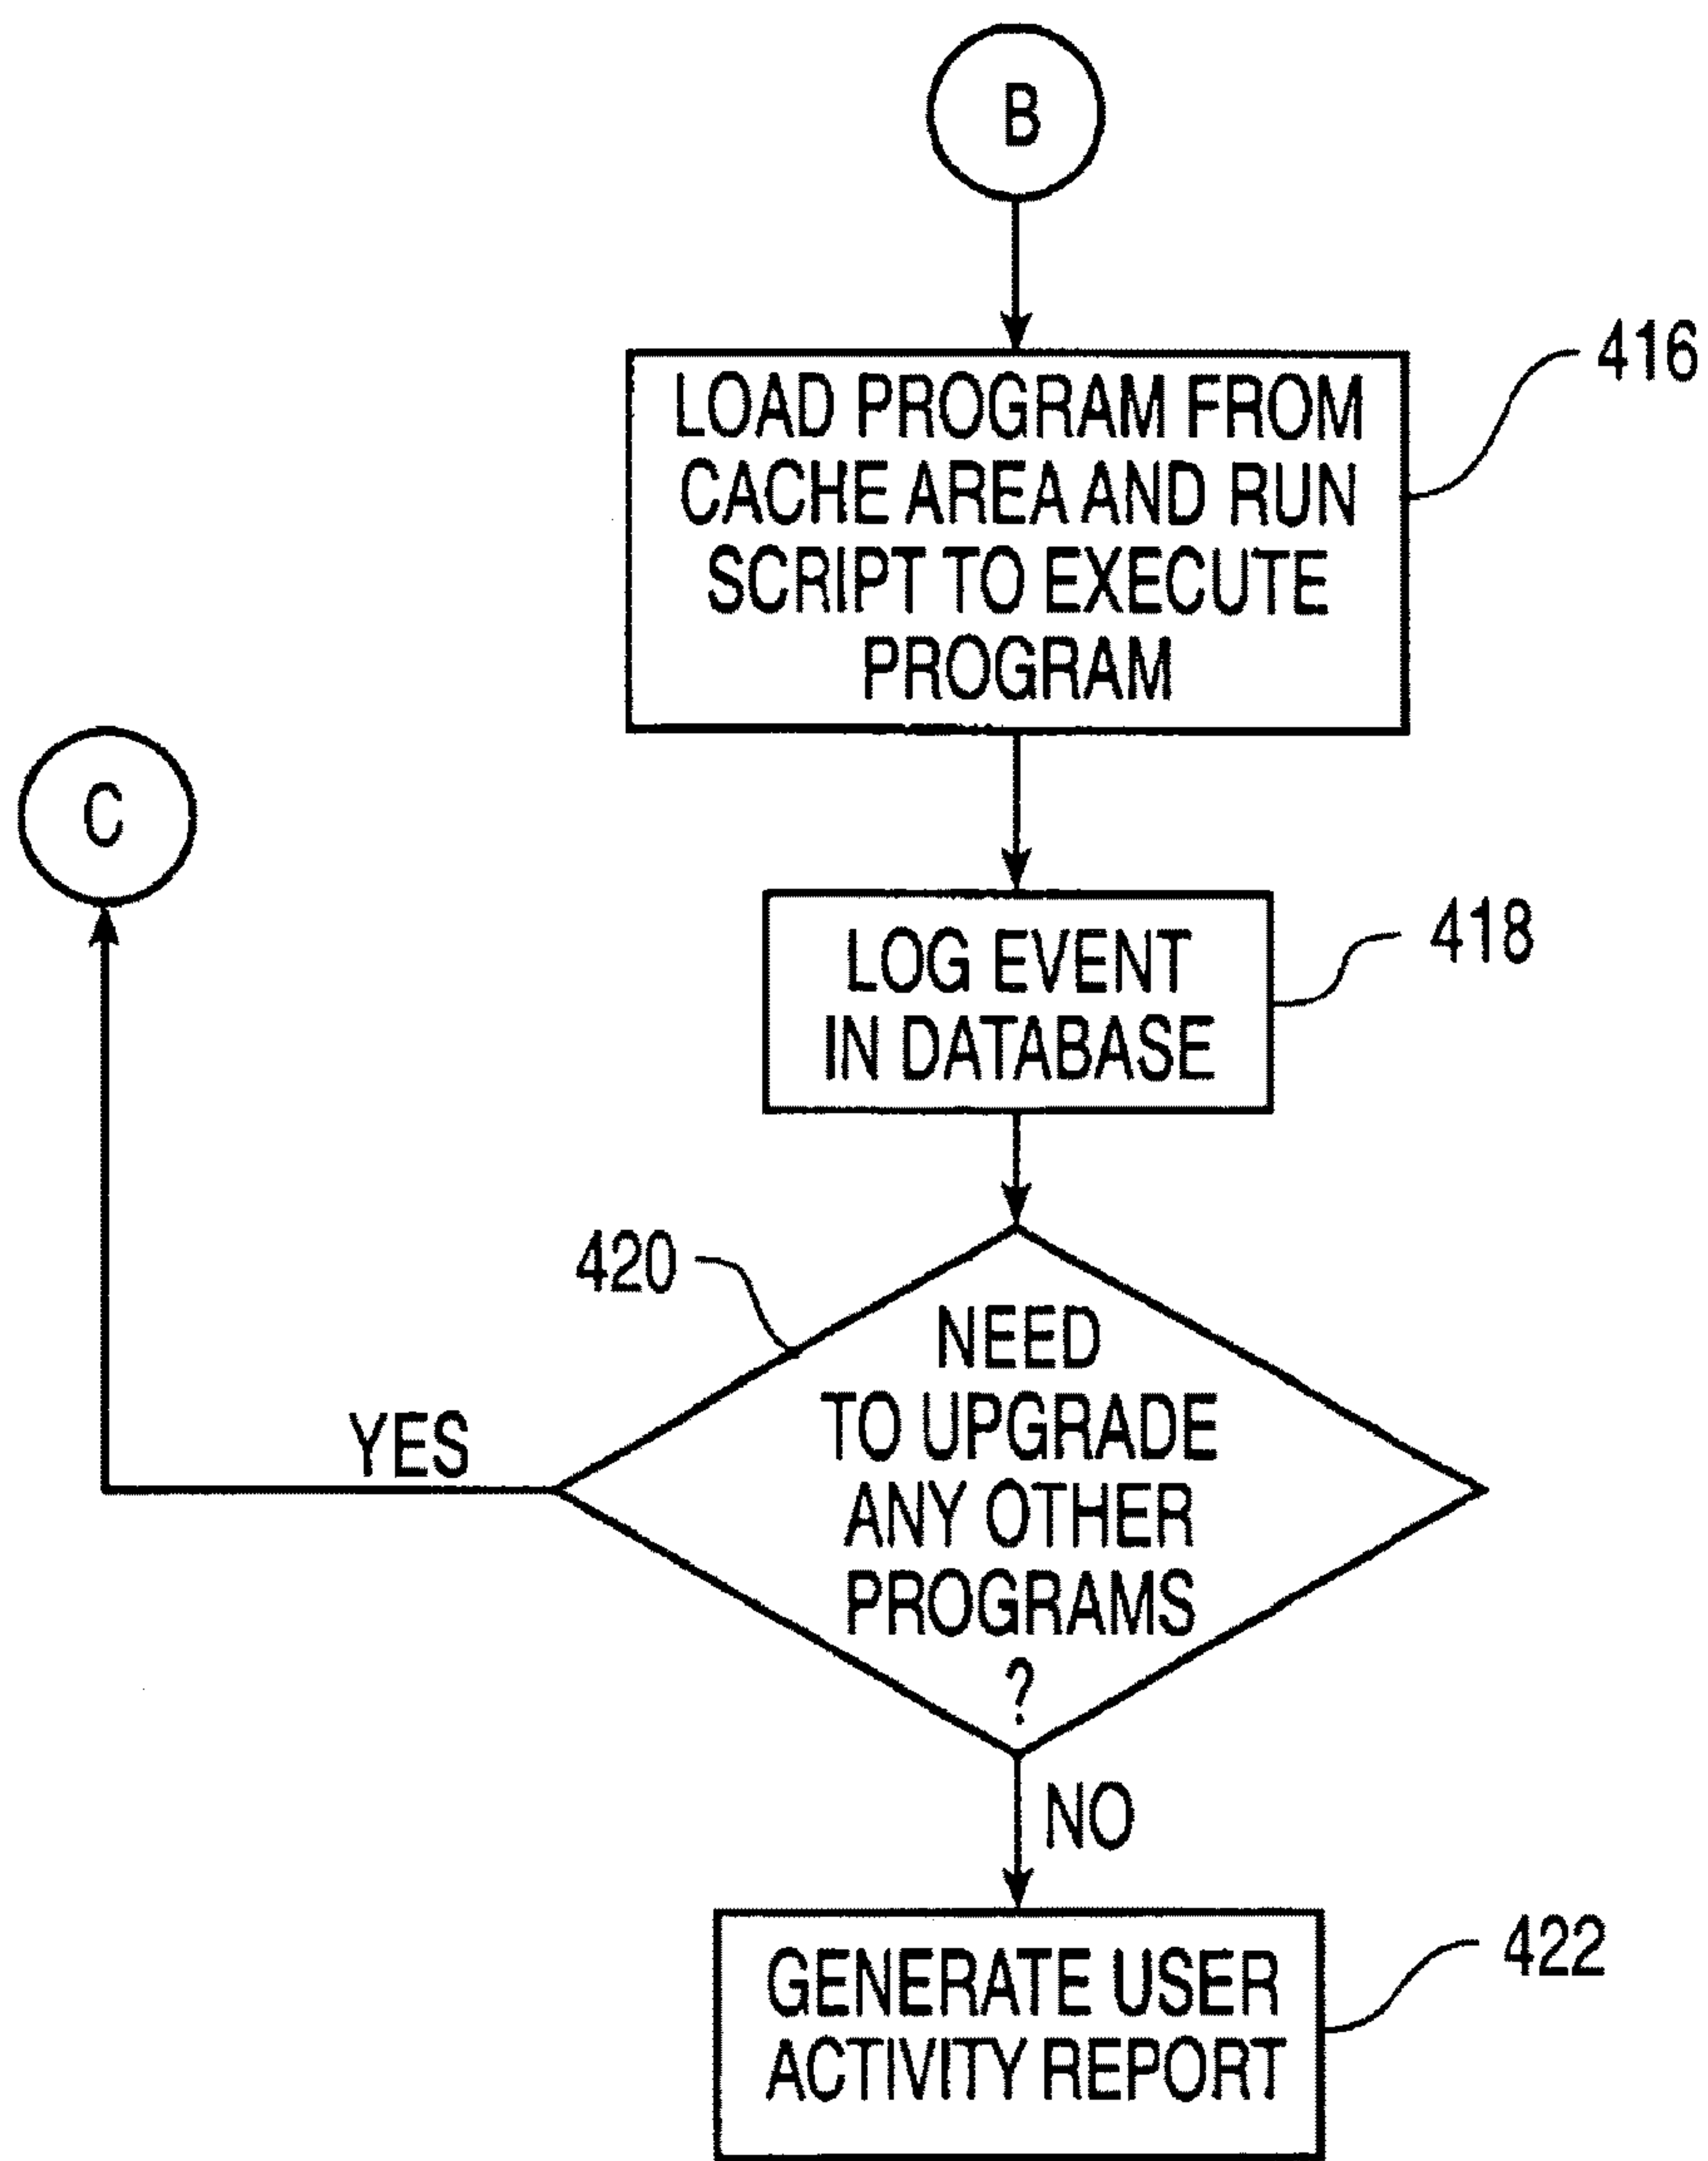 B
LOAD PROGRAM FROM
CACHE AREA AND RUN
SCRIPT TO EXECUTE
PROGRAM
416
C
LOG EVENT
IN DATABASE
418
420
NEED
TO UPGRADE
ANY OTHER
PROGRAMS
?
YES
NO
GENERATE USER
ACTIVITY REPORT
422